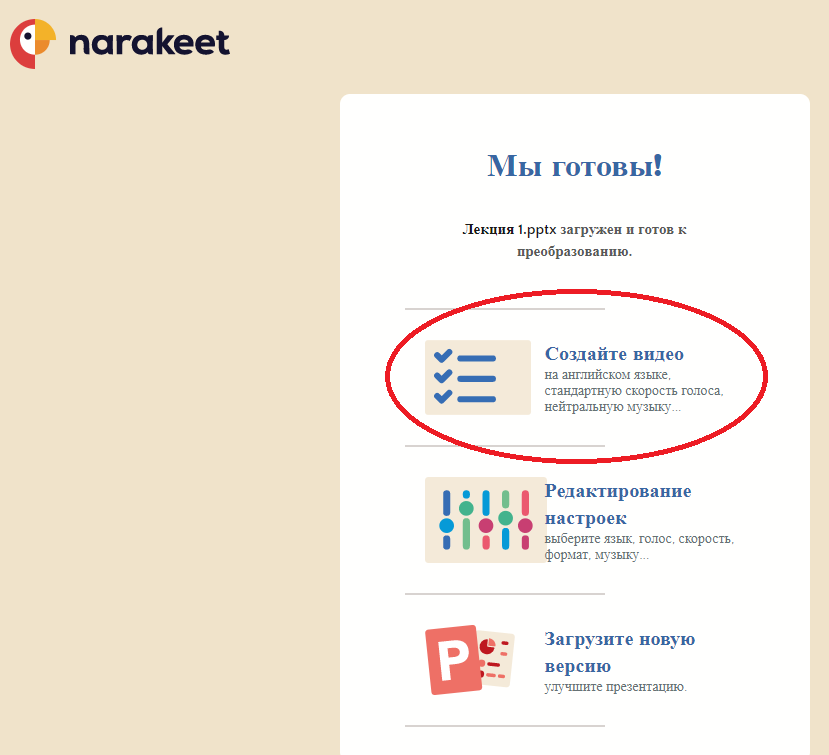 narakeet
Мы готовы!
Лекция 1.pptx загружен и готов к
преобразованию.
Создайте видео
на английском языке,
стандартную скорость голоса,
нейтральную музыку...
Редактирование
настроек
выберите язык, голос, скорость,
формат, музыку...
P
Загрузите новую
версию
улучшите презентацию.